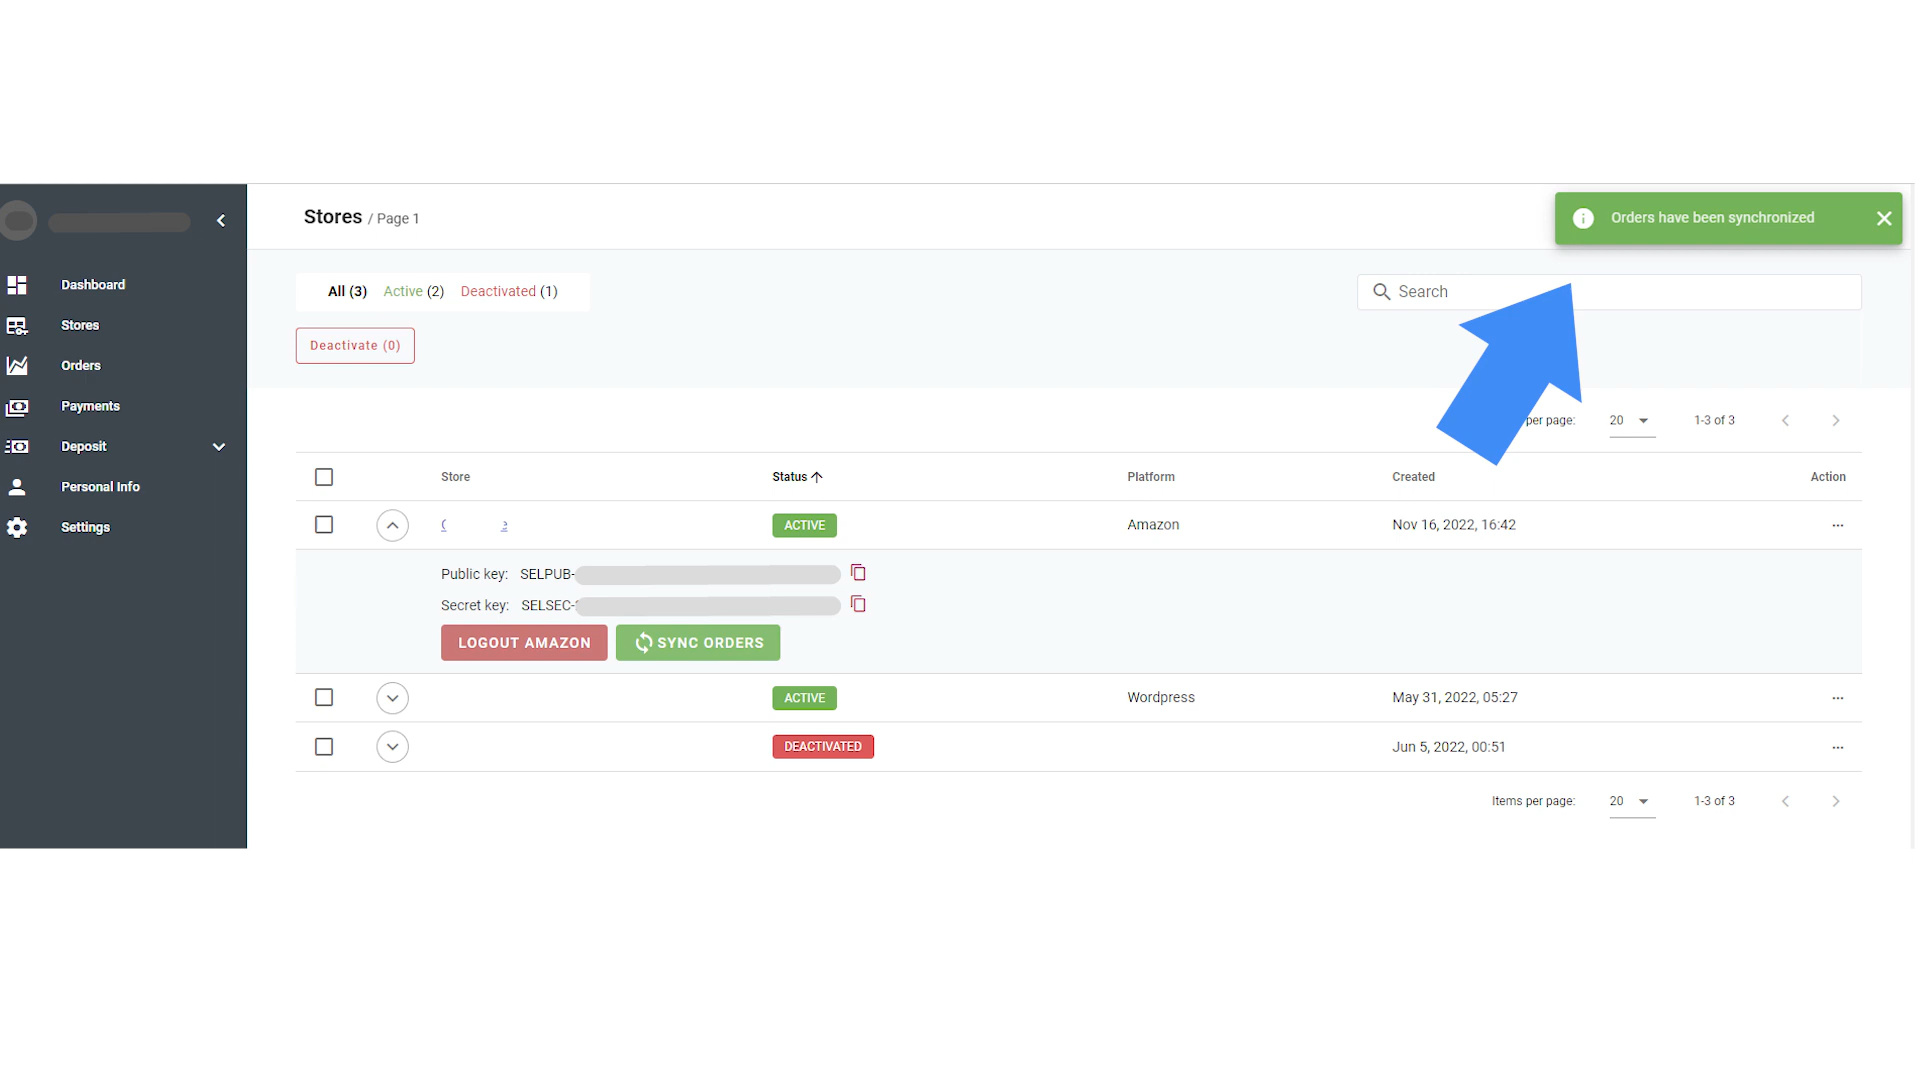 Stores / Page 1
Orders have been synchronized
Dashboard
Stores
Orders
Payments
Deposit
Personal Info
Settings
All (3) Active (2) Deactivated (1)
Search
Deactivate (0)
per page: 20 1-3 of 3
Store Status Platform Created Action
ACTIVE Amazon Nov 16, 2022, 16:42 ...
Public key: SELPUB-
Secret key: SELSEC-
LOGOUT AMAZON SYNC ORDERS
ACTIVE Wordpress May 31, 2022, 05:27 ...
DEACTIVATED Jun 5, 2022, 00:51 ...
Items per page: 20 1-3 of 3